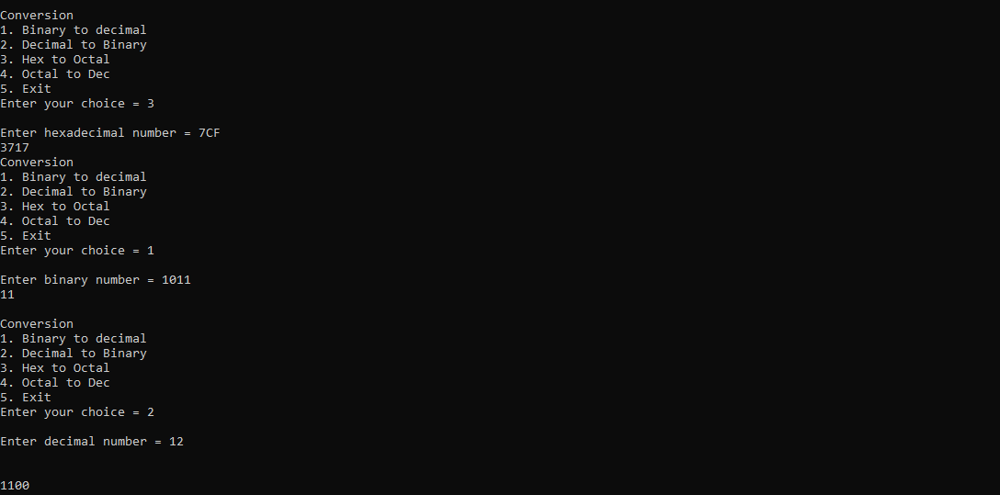 Conversion
1. Binary to decimal
2. Decimal to Binary
3. Hex to Octal
4. Octal to Dec
5. Exit
Enter your choice = 3
Enter hexadecimal number = 7CF
3717
Conversion
1. Binary to decimal
2. Decimal to Binary
3. Hex to Octal
4. Octal to Dec
5. Exit
Enter your choice = 1
Enter binary number = 1011
11
Conversion
1. Binary to decimal
2. Decimal to Binary
3. Hex to Octal
4. Octal to Dec
5. Exit
Enter your choice = 2
Enter decimal number = 12
1100